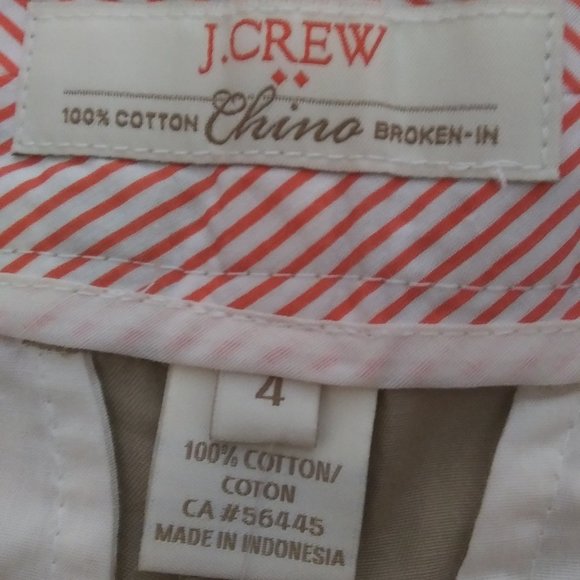 J.CREW
100% COTTON Chino BROKEN-IN
4
100% COTTON/
COTON
CA #56445
MADE IN INDONESIA